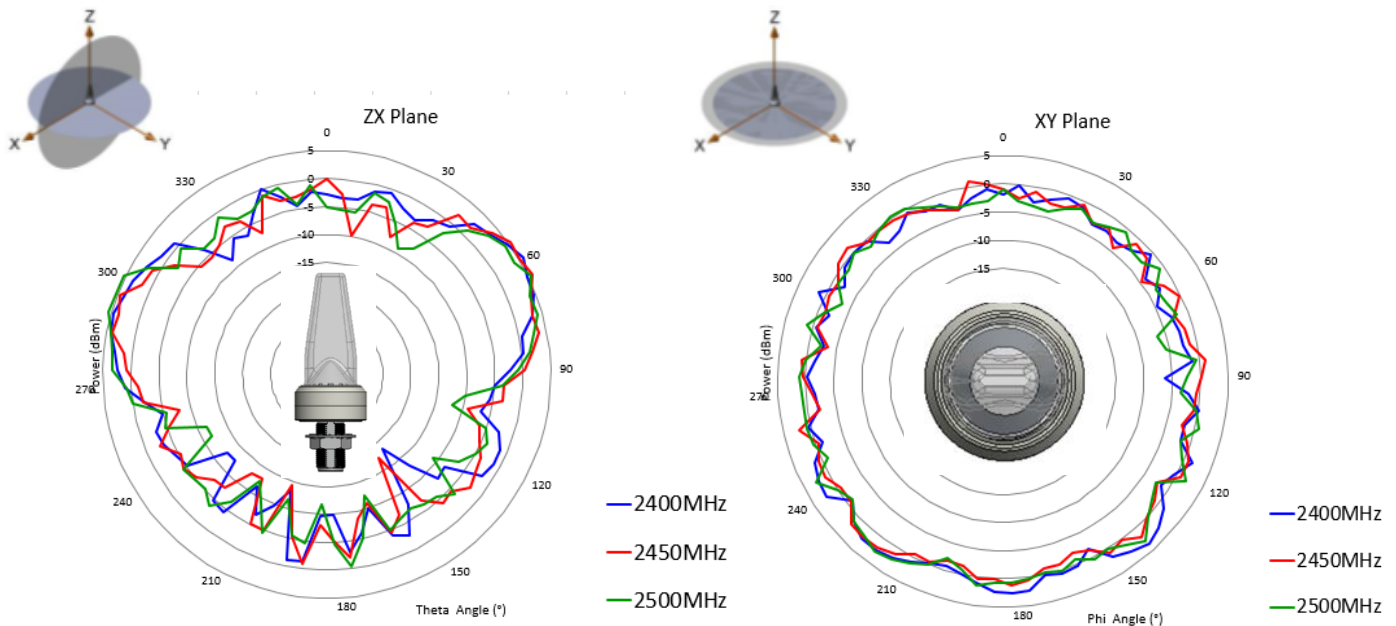 Z
X
Y
ZX Plane
0
5
0
-5
-10
-15
30
60
90
120
150
180
210
240
270
300
330
Power (dBm)
Theta Angle (°)
2400MHz
2450MHz
2500MHz
Z
X
Y
XY Plane
0
5
0
-5
-10
-15
30
60
90
120
150
180
210
240
270
300
330
Power (dBm)
Phi Angle (°)
2400MHz
2450MHz
2500MHz